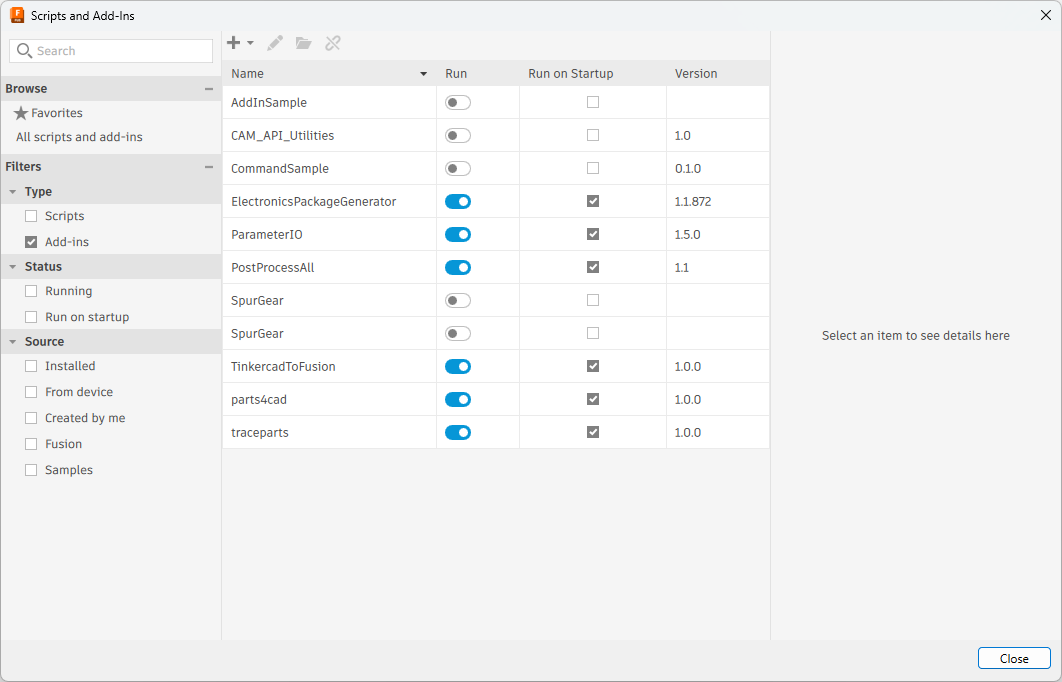 Scripts and Add-Ins
Search
Browse
Favorites
All scripts and add-ins
Filters
Type
Scripts
Add-ins
Status
Running
Run on startup
Source
Installed
From device
Created by me
Fusion
Samples
Name Run Run on Startup Version
AddInSample
CAM_API_Utilities 1.0
CommandSample 0.1.0
ElectronicsPackageGenerator 1.1.872
ParameterIO 1.5.0
PostProcessAll 1.1
SpurGear
SpurGear
TinkercadToFusion 1.0.0
parts4cad 1.0.0
traceparts 1.0.0
Select an item to see details here
Close